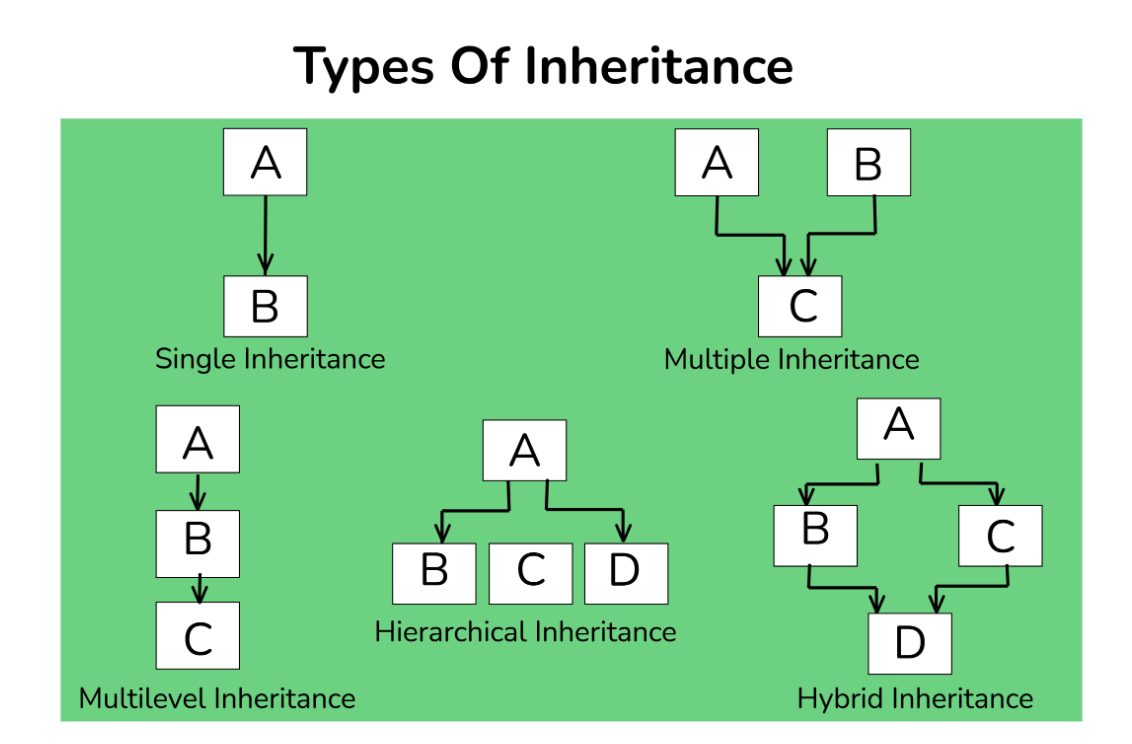 Types Of Inheritance
A
B
Single Inheritance
A B
C
Multiple Inheritance
A
B
C
Multilevel Inheritance
A
B C D
Hierarchical Inheritance
A
B C
D
Hybrid Inheritance